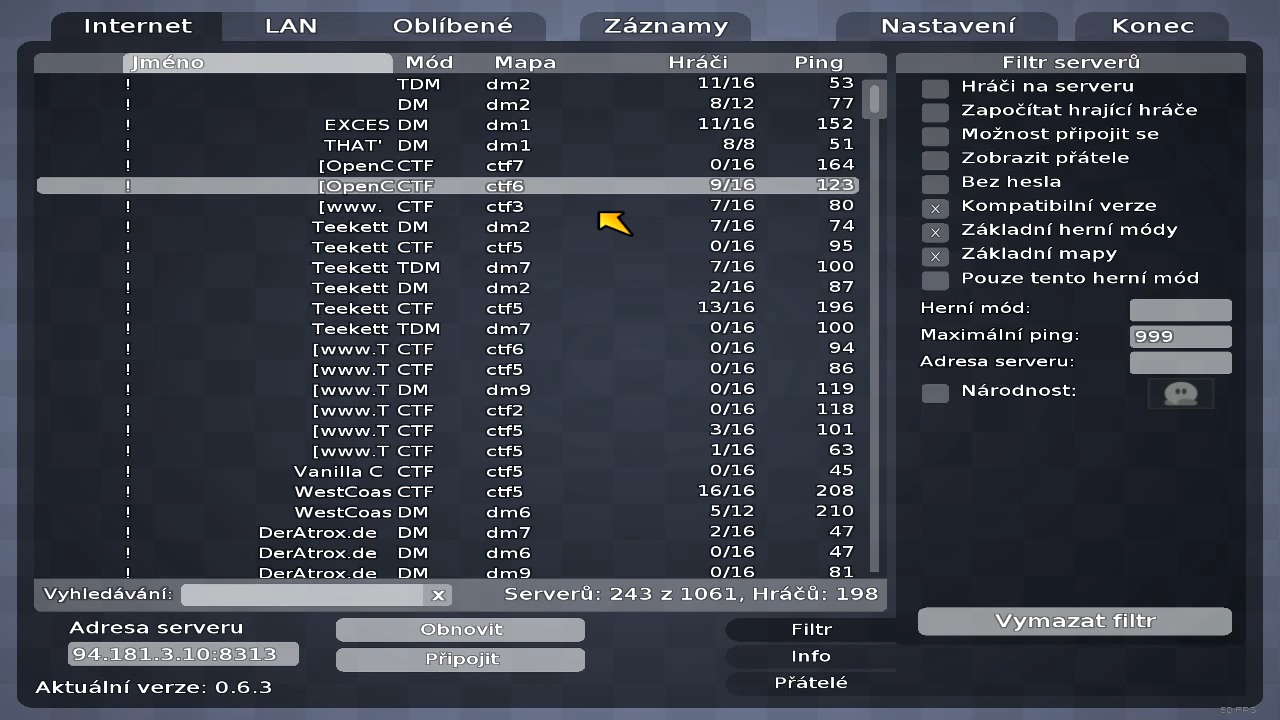 Internet LAN Oblíbené Záznamy Nastavení Konec
Jméno Mód Mapa Hráči Ping
! TDM dm2 11/16 53
! DM dm2 8/12 77
! EXCES DM dm1 11/16 152
! THAT' DM dm1 8/8 51
! [OpenC CTF ctf7 0/16 164
! [OpenC CTF ctf6 9/16 123
! [www. CTF ctf3 7/16 80
! Teekett DM dm2 7/16 74
! Teekett CTF ctf5 0/16 95
! Teekett TDM dm7 7/16 100
! Teekett DM dm2 2/16 87
! Teekett CTF ctf5 13/16 196
! Teekett TDM dm7 0/16 100
! [www.T CTF ctf6 0/16 94
! [www.T CTF ctf5 0/16 86
! [www.T DM dm9 0/16 119
! [www.T CTF ctf2 0/16 118
! [www.T CTF ctf5 3/16 101
! [www.T CTF ctf5 1/16 63
! Vanilla C CTF ctf5 0/16 45
! WestCoas CTF ctf5 16/16 208
! WestCoas DM dm6 5/12 210
! DerAtrox.de DM dm7 2/16 47
! DerAtrox.de DM dm6 0/16 47
! DerAtrox.de DM dm9 0/16 81
Vyhledávání: x Serverů: 243 z 1061, Hráčů: 198
Filtr serverů
Hráči na serveru
Započítat hrající hráče
Možnost připojit se
Zobrazit přátele
Bez hesla
x Kompatibilní verze
x Základní herní módy
x Základní mapy
Pouze tento herní mód
Herní mód:
Maximální ping: 999
Adresa serveru:
Národnost:
Vymazat filtr
Adresa serveru
94.181.3.10:8313
Aktuální verze: 0.6.3
Obnovit
Připojit
Filtr
Info
Přátelé
50 FPS